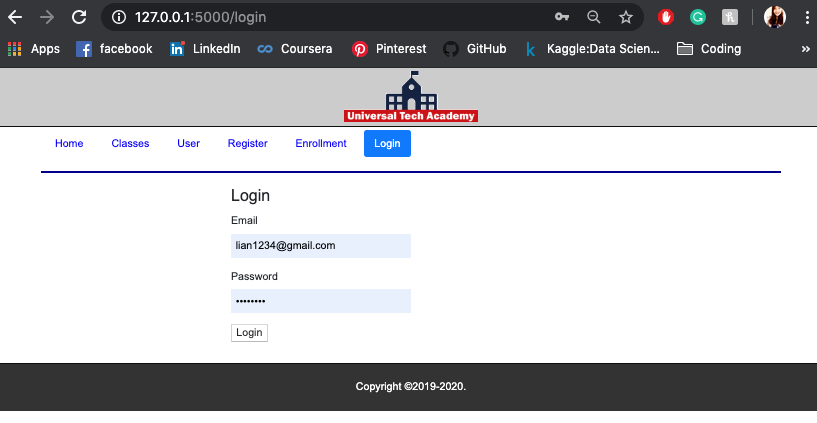 127.0.0.1:5000/login
Apps facebook LinkedIn Coursera Pinterest GitHub Kaggle:Data Scien... Coding »
Universal Tech Academy
Home Classes User Register Enrollment Login
Login
Email
lian1234@gmail.com
Password
••••••••
Login
Copyright ©2019-2020.